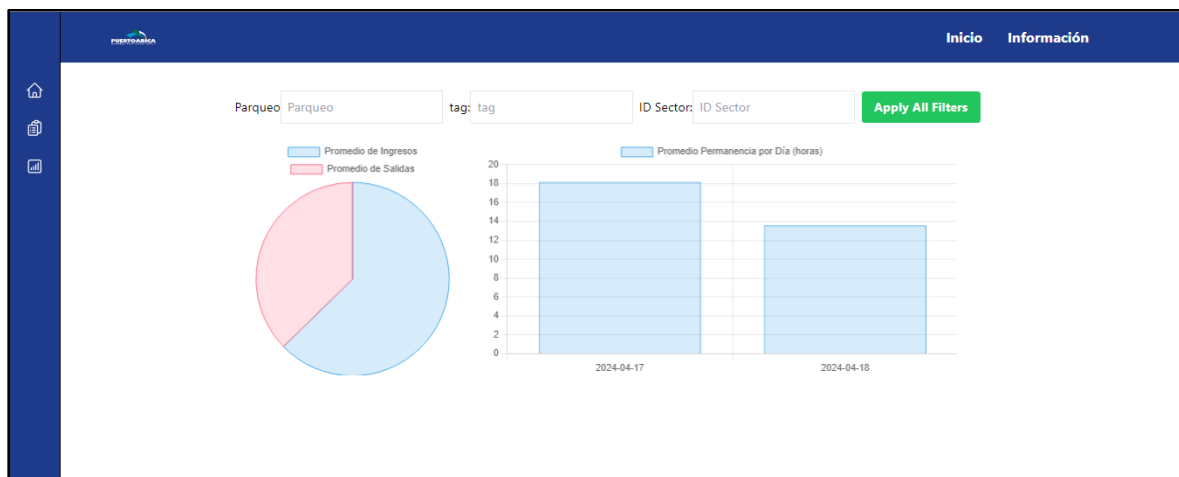 PUERTOARICA
Inicio Información
Parqueo Parqueo tag: tag ID Sector: ID Sector Apply All Filters
Promedio de Ingresos
Promedio de Salidas
Promedio Permanencia por Día (horas)
20
18
16
14
12
10
8
6
4
2
0
2024-04-17 2024-04-18